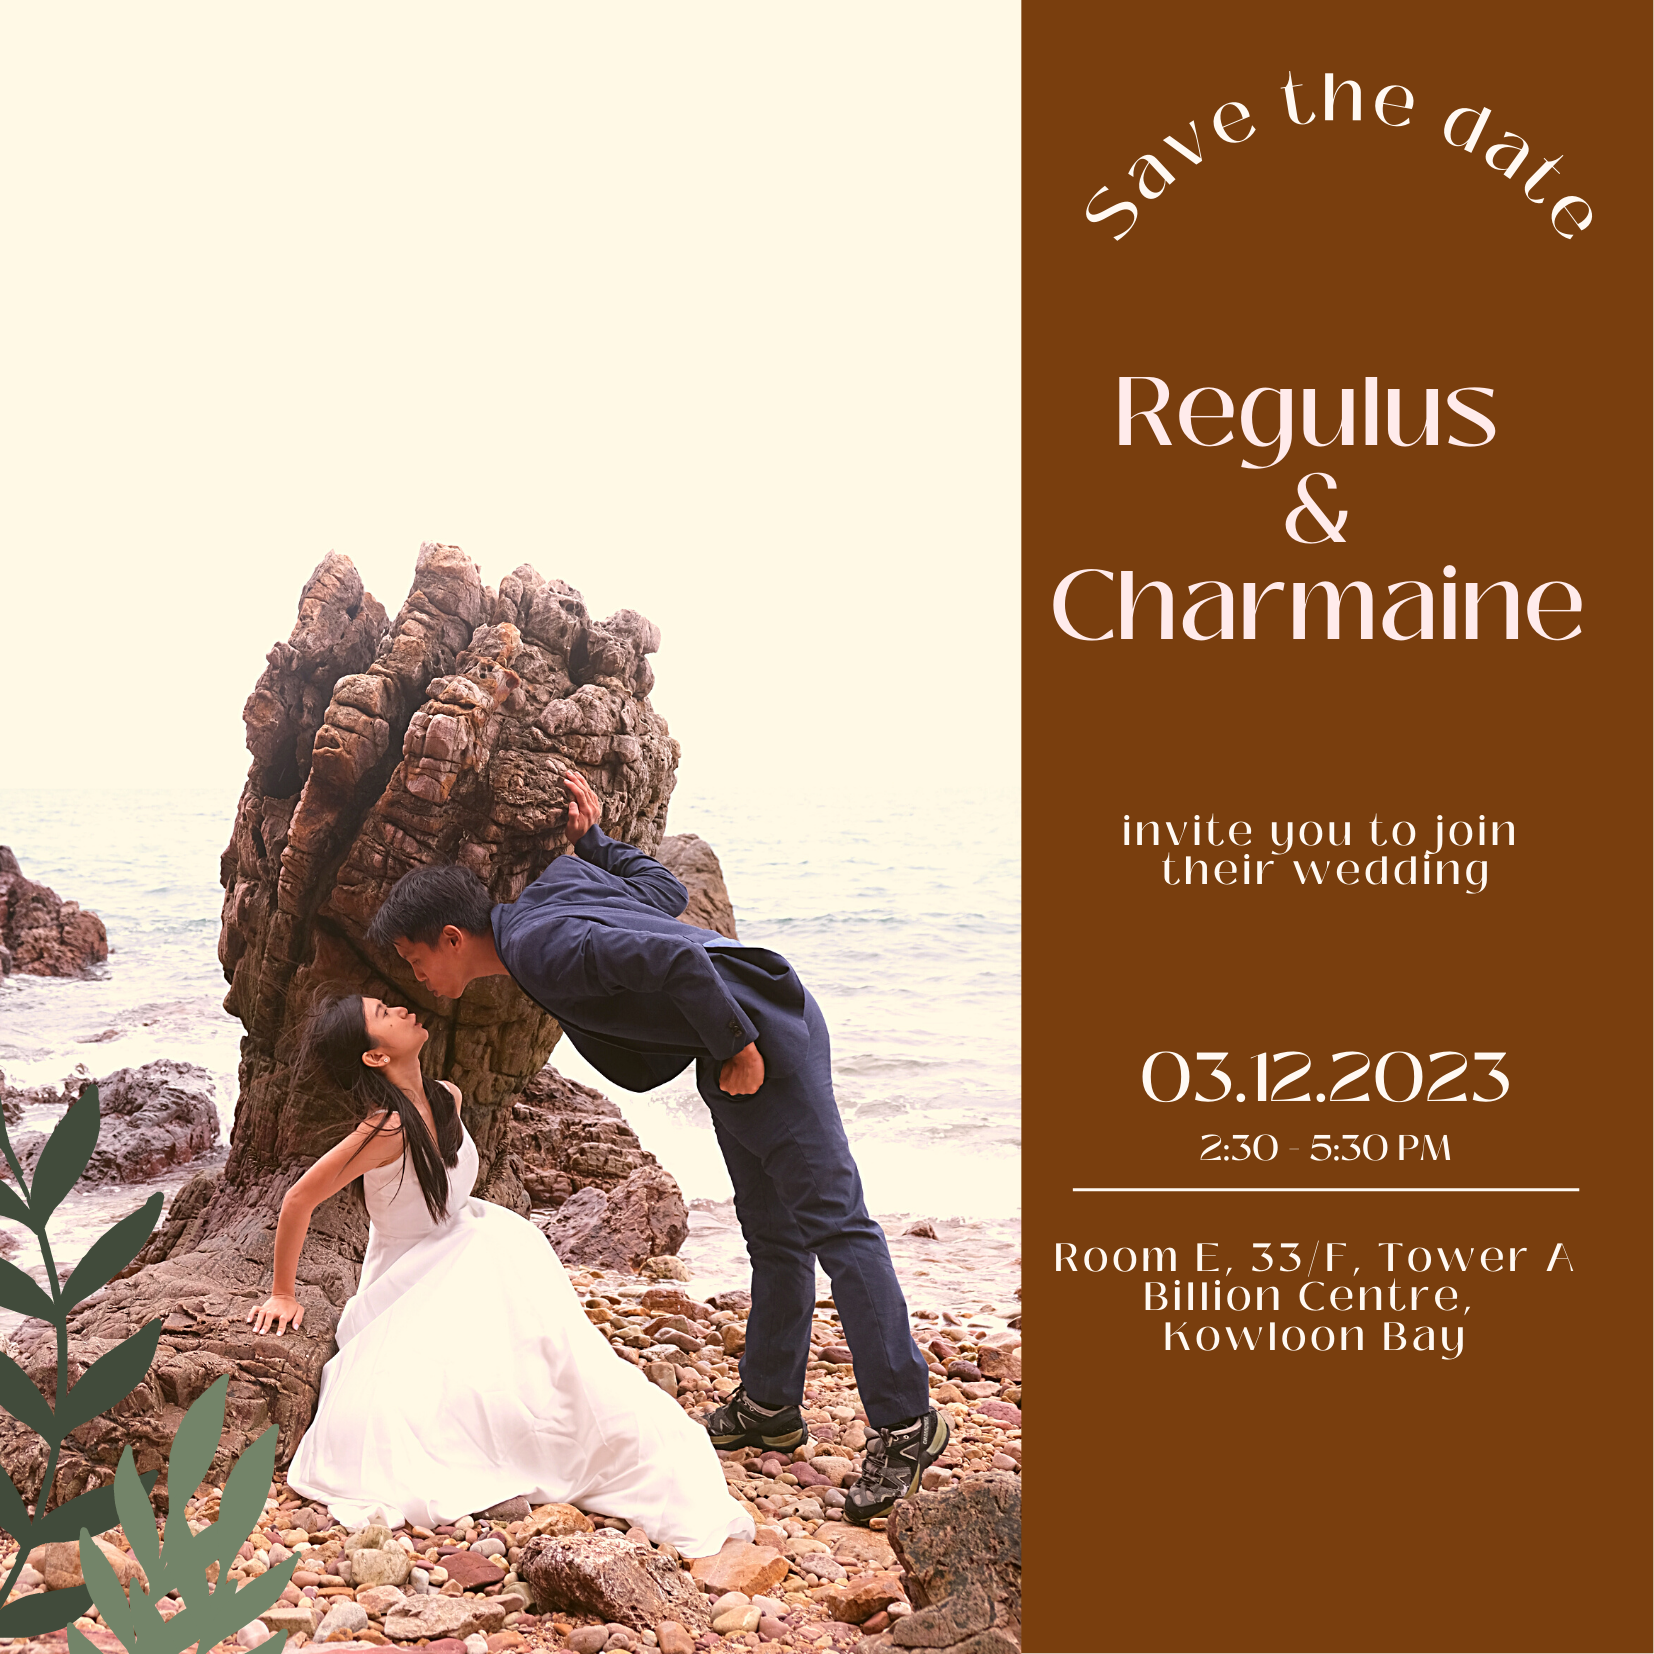 Save the date
Regulus
&
Charmaine
invite you to join
their wedding
03.12.2023
2:30 - 5:30 PM
Room E, 33/F, Tower A
Billion Centre,
Kowloon Bay